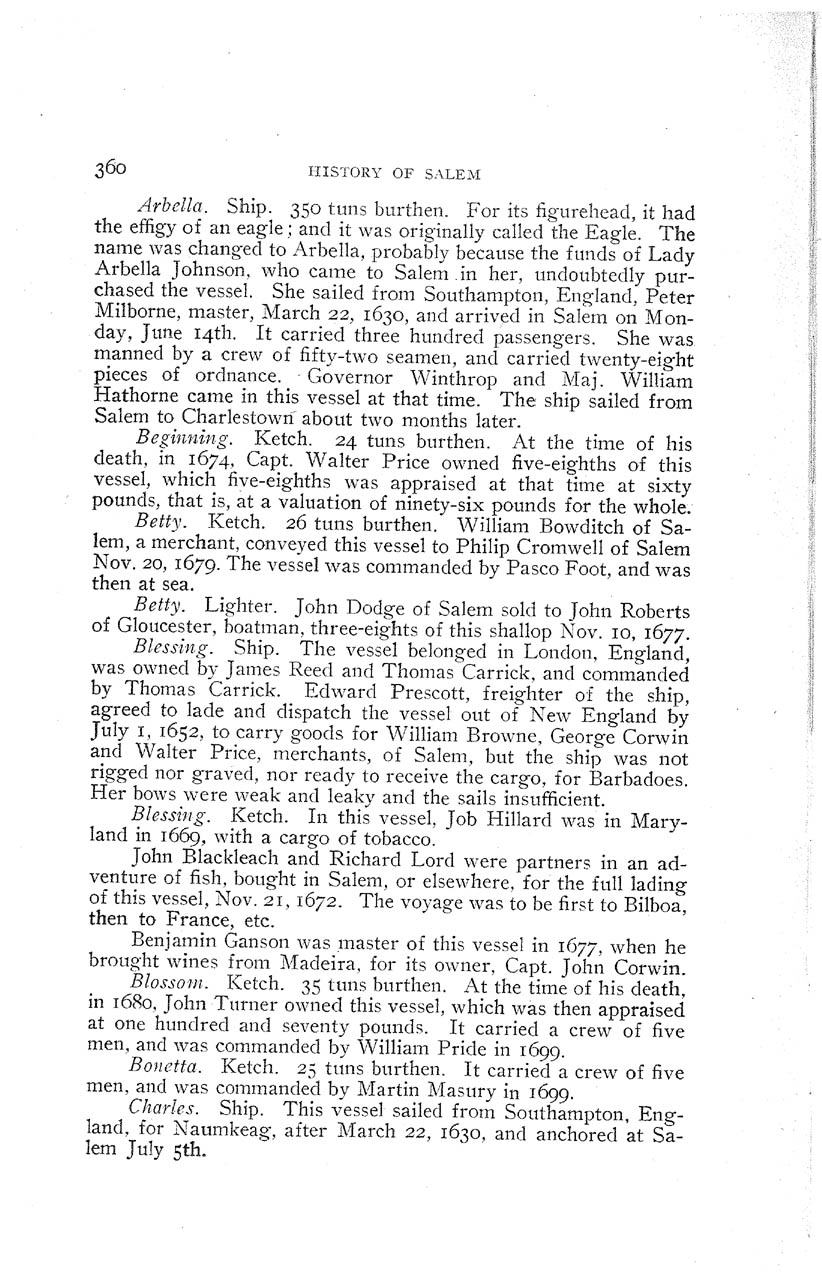 360 HISTORY OF SALEM
Arbella. Ship. 350 tuns burthen. For its figurehead, it had
the effigy of an eagle; and it was originally called the Eagle. The
name was changed to Arbella, probably because the funds of Lady
Arbella Johnson, who came to Salem in her, undoubtedly pur-
chased the vessel. She sailed from Southampton, England, Peter
Milborne, master, March 22, 1630, and arrived in Salem on Mon-
day, June 14th. It carried three hundred passengers. She was
manned by a crew of fifty-two seamen, and carried twenty-eight
pieces of ordnance. Governor Winthrop and Maj. William
Hathorne came in this vessel at that time. The ship sailed from
Salem to Charlestown about two months later.
Beginning. Ketch. 24 tuns burthen. At the time of his
death, in 1674, Capt. Walter Price owned five-eighths of this
vessel, which five-eighths was appraised at that time at sixty
pounds, that is, at a valuation of ninety-six pounds for the whole.
Betty. Ketch. 26 tuns burthen. William Bowditch of Sa-
lem, a merchant, conveyed this vessel to Philip Cromwell of Salem
Nov. 20, 1679. The vessel was commanded by Pasco Foot, and was
then at sea.
Betty. Lighter. John Dodge of Salem sold to John Roberts
of Gloucester, boatman, three-eights of this shallop Nov. 10, 1677.
Blessing. Ship. The vessel belonged in London, England,
was owned by James Reed and Thomas Carrick, and commanded
by Thomas Carrick. Edward Prescott, freighter of the ship,
agreed to lade and dispatch the vessel out of New England by
July 1, 1652, to carry goods for William Browne, George Corwin
and Walter Price, merchants, of Salem, but the ship was not
rigged nor graved, nor ready to receive the cargo, for Barbadoes.
Her bows were weak and leaky and the sails insufficient.
Blessing. Ketch. In this vessel, Job Hillard was in Mary-
land in 1669, with a cargo of tobacco.
John Blackleach and Richard Lord were partners in an ad-
venture of fish, bought in Salem, or elsewhere, for the full lading
of this vessel, Nov. 21, 1672. The voyage was to be first to Bilboa,
then to France, etc.
Benjamin Ganson was master of this vessel in 1677, when he
brought wines from Madeira, for its owner, Capt. John Corwin.
Blossom. Ketch. 35 tuns burthen. At the time of his death,
in 1680, John Turner owned this vessel, which was then appraised
at one hundred and seventy pounds. It carried a crew of five
men, and was commanded by William Pride in 1699.
Bonetta. Ketch. 25 tuns burthen. It carried a crew of five
men, and was commanded by Martin Masury in 1699.
Charles. Ship. This vessel sailed from Southampton, Eng-
land, for Naumkeag, after March 22, 1630, and anchored at Sa-
lem July 5th.